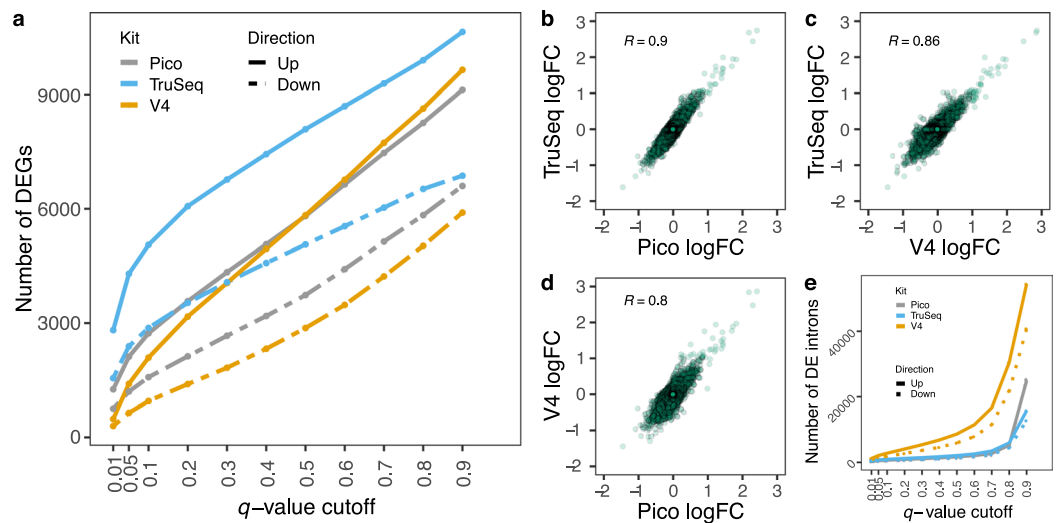 a
Kit
Pico
TruSeq
V4
Direction
Up
Down
Number of DEGs
9000
6000
3000
0
0.01
0.05
0.1
0.2
0.3
0.4
0.5
0.6
0.7
0.8
0.9
q−value cutoff
b
R = 0.9
TruSeq logFC
3
2
1
0
−1
−2
−2 −1 0 1 2 3
Pico logFC
c
R = 0.86
TruSeq logFC
3
2
1
0
−1
−2
−2 −1 0 1 2 3
V4 logFC
d
R = 0.8
V4 logFC
3
2
1
0
−1
−2
−2 −1 0 1 2 3
Pico logFC
e
Kit
Pico
TruSeq
V4
Direction
Up
Down
Number of DE introns
40000
20000
0
0.01
0.05
0.1
0.2
0.3
0.4
0.5
0.6
0.7
0.8
0.9
q−value cutoff